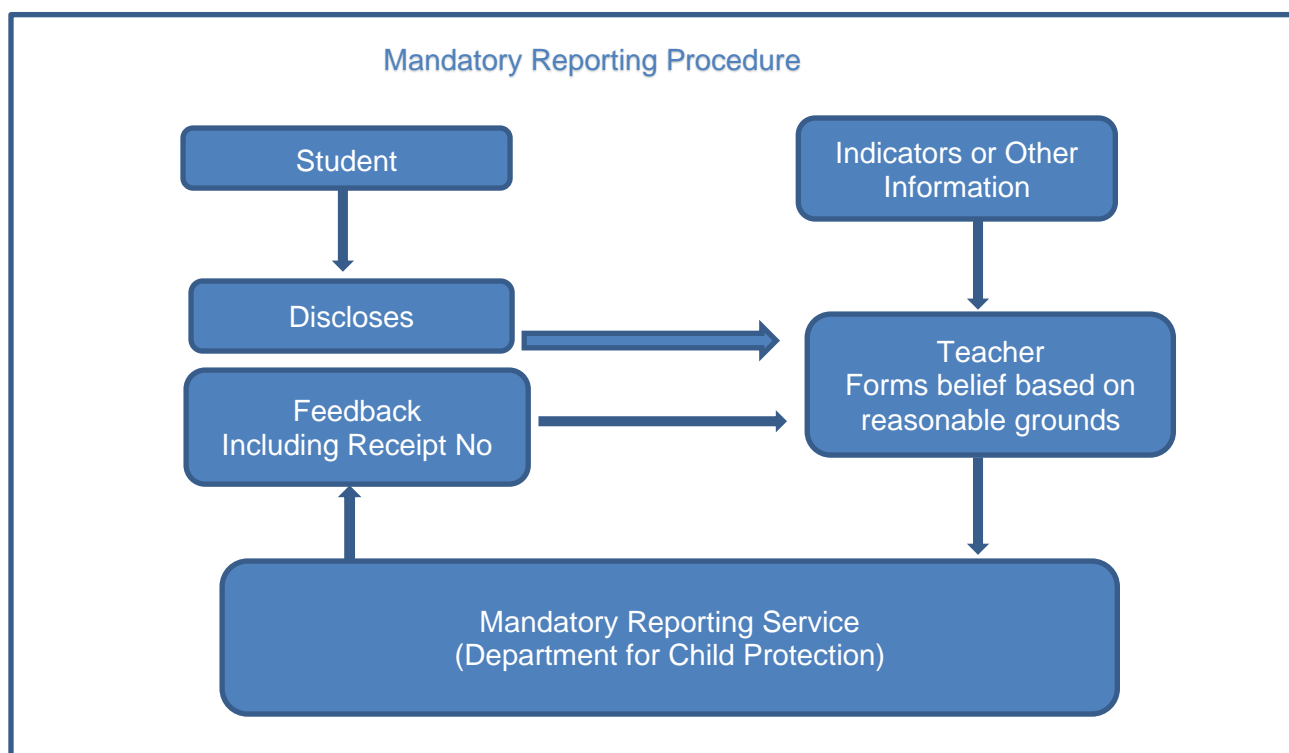 Mandatory Reporting Procedure
Student
Indicators or Other
Information
Discloses
Teacher
Forms belief based on
reasonable grounds
Feedback
Including Receipt No
Mandatory Reporting Service
(Department for Child Protection)